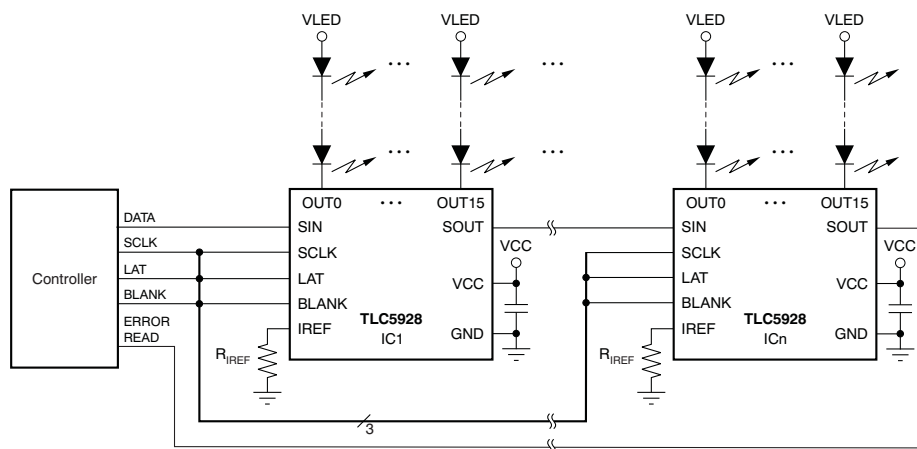 VLED VLED VLED VLED
... ... ... ...
... ... ... ...
OUT0 ... OUT15 OUT0 ... OUT15
DATA SIN SOUT SIN SOUT
SCLK SCLK VCC SCLK VCC
Controller LAT LAT VCC LAT VCC
BLANK BLANK BLANK
ERROR READ IREF TLC5928 IC1 GND IREF TLC5928 ICn GND
RIREF RIREF
3